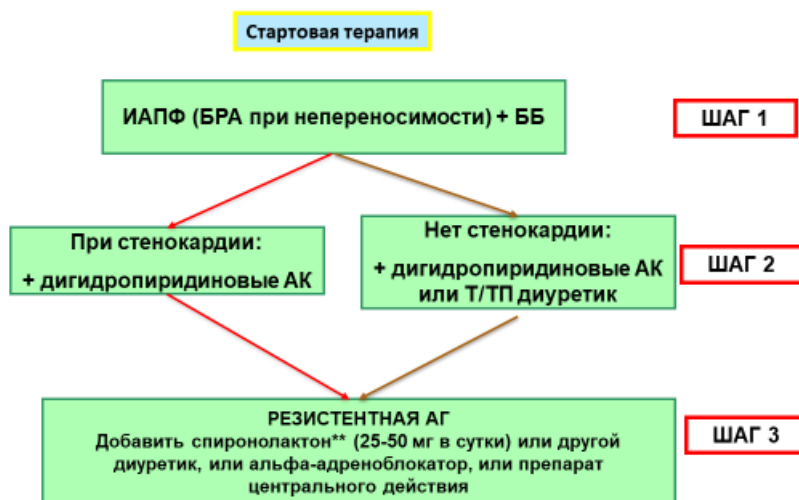 Стартовая терапия
ИАПФ (БРА при непереносимости) + ББ
ШАГ 1
При стенокардии:
+ дигидропиридиновые АК
Нет стенокардии:
+ дигидропиридиновые АК
или Т/ТП диуретик
ШАГ 2
РЕЗИСТЕНТНАЯ АГ
Добавить спиронолактон** (25-50 мг в сутки) или другой
диуретик, или альфа-адреноблокатор, или препарат
центрального действия
ШАГ 3